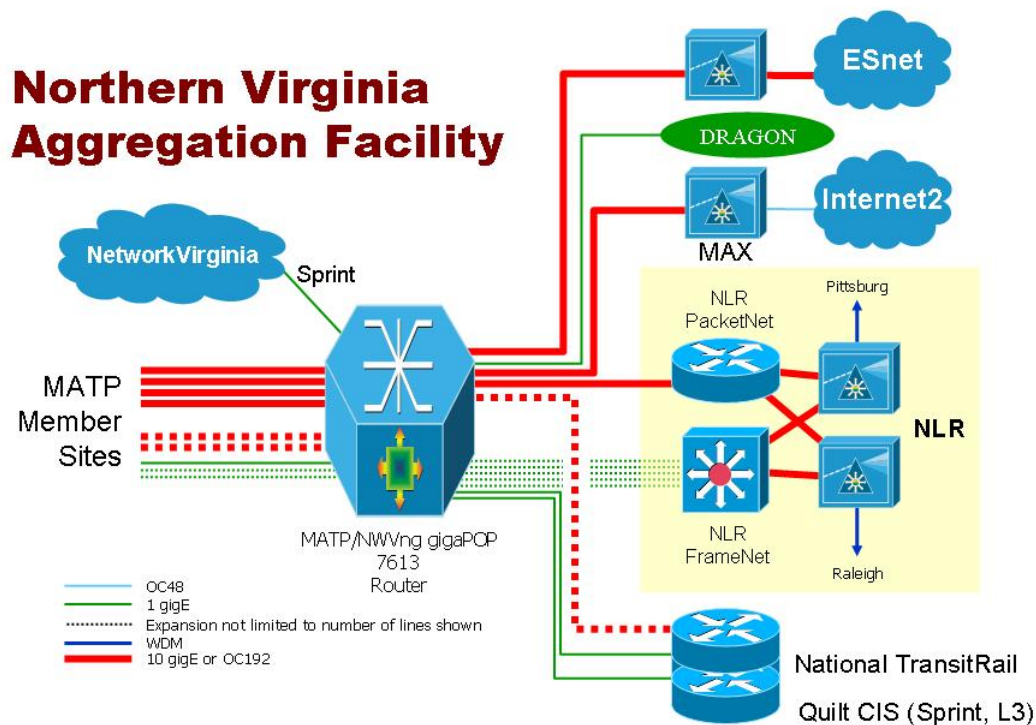 Northern Virginia
Aggregation Facility
ESnet
DRAGON
Internet2
MAX
NetworkVirginia
Sprint
NLR
PacketNet
Pittsburg
MATP
Member
Sites
NLR
NLR
FrameNet
Raleigh
MATP/NWVng gigaPOP
7613
Router
OC48
1 gigE
Expansion not limited to number of lines shown
WDM
10 gigE or OC192
National TransitRail
Quilt CIS (Sprint, L3)